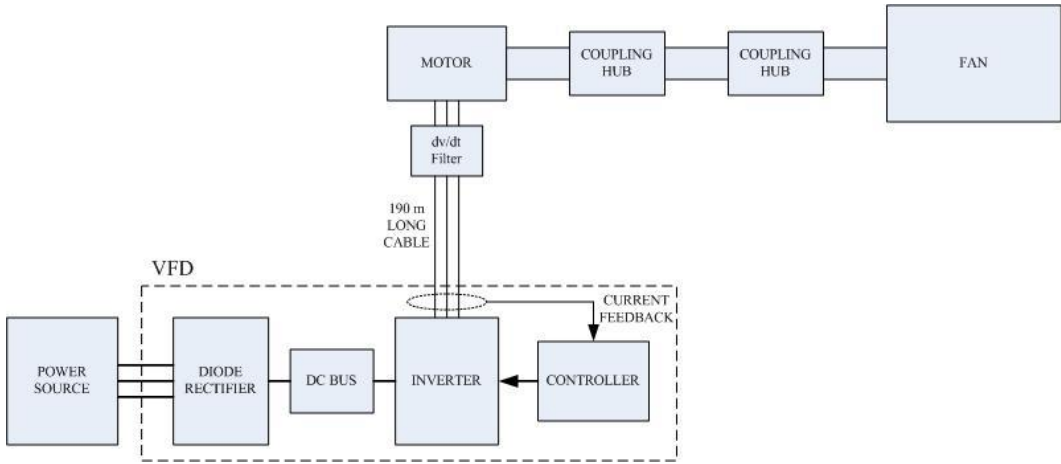 MOTOR
COUPLING
HUB
COUPLING
HUB
FAN
dv/dt
Filter
190 m
LONG
CABLE
VFD
CURRENT
FEEDBACK
POWER
SOURCE
DIODE
RECTIFIER
DC BUS
INVERTER
CONTROLLER